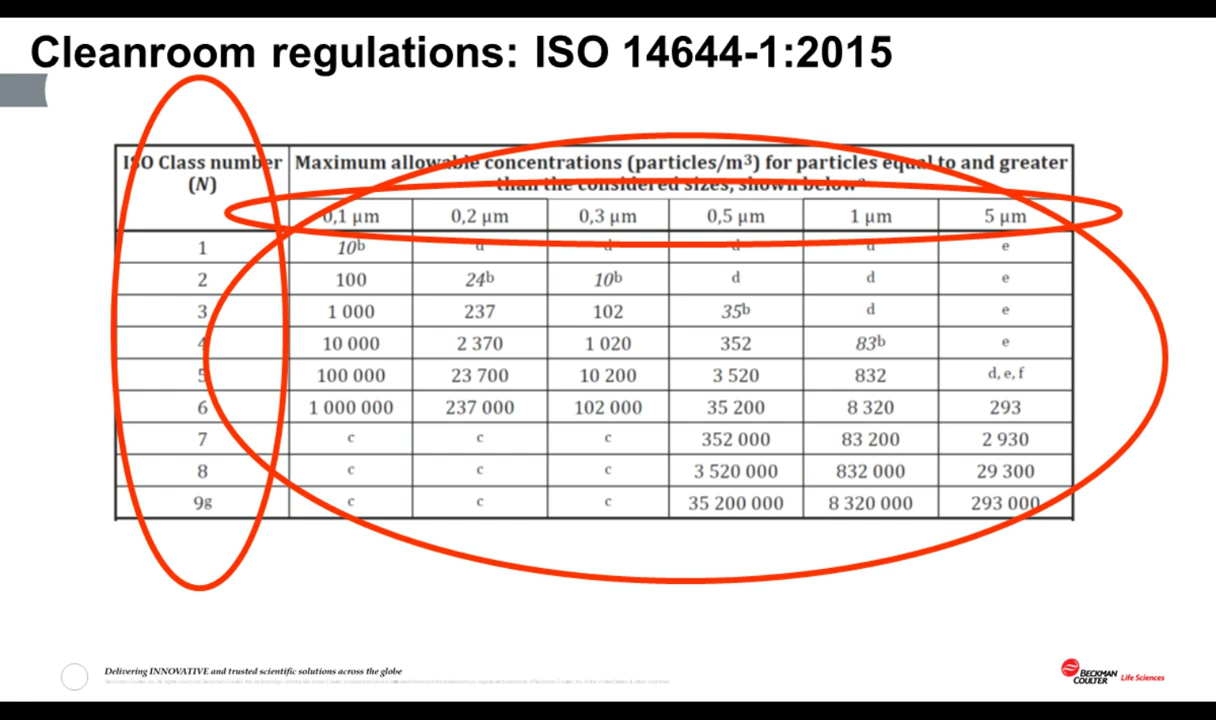 Cleanroom regulations: ISO 14644-1:2015
ISO Class number Maximum allowable concentrations (particles/m³) for particles equal to and greater
(N) than the considered sizes, shown below
0,1 µm 0,2 µm 0,3 µm 0,5 µm 1 µm 5 µm
1 10b d d d d e
2 100 24b 10b d d e
3 1 000 237 102 35b d e
4 10 000 2 370 1 020 352 83b e
5 100 000 23 700 10 200 3 520 832 d, e, f
6 1 000 000 237 000 102 000 35 200 8 320 293
7 c c c 352 000 83 200 2 930
8 c c c 3 520 000 832 000 29 300
9g c c c 35 200 000 8 320 000 293 000
Delivering INNOVATIVE and trusted scientific solutions across the globe
BECKMAN
COULTER Life Sciences